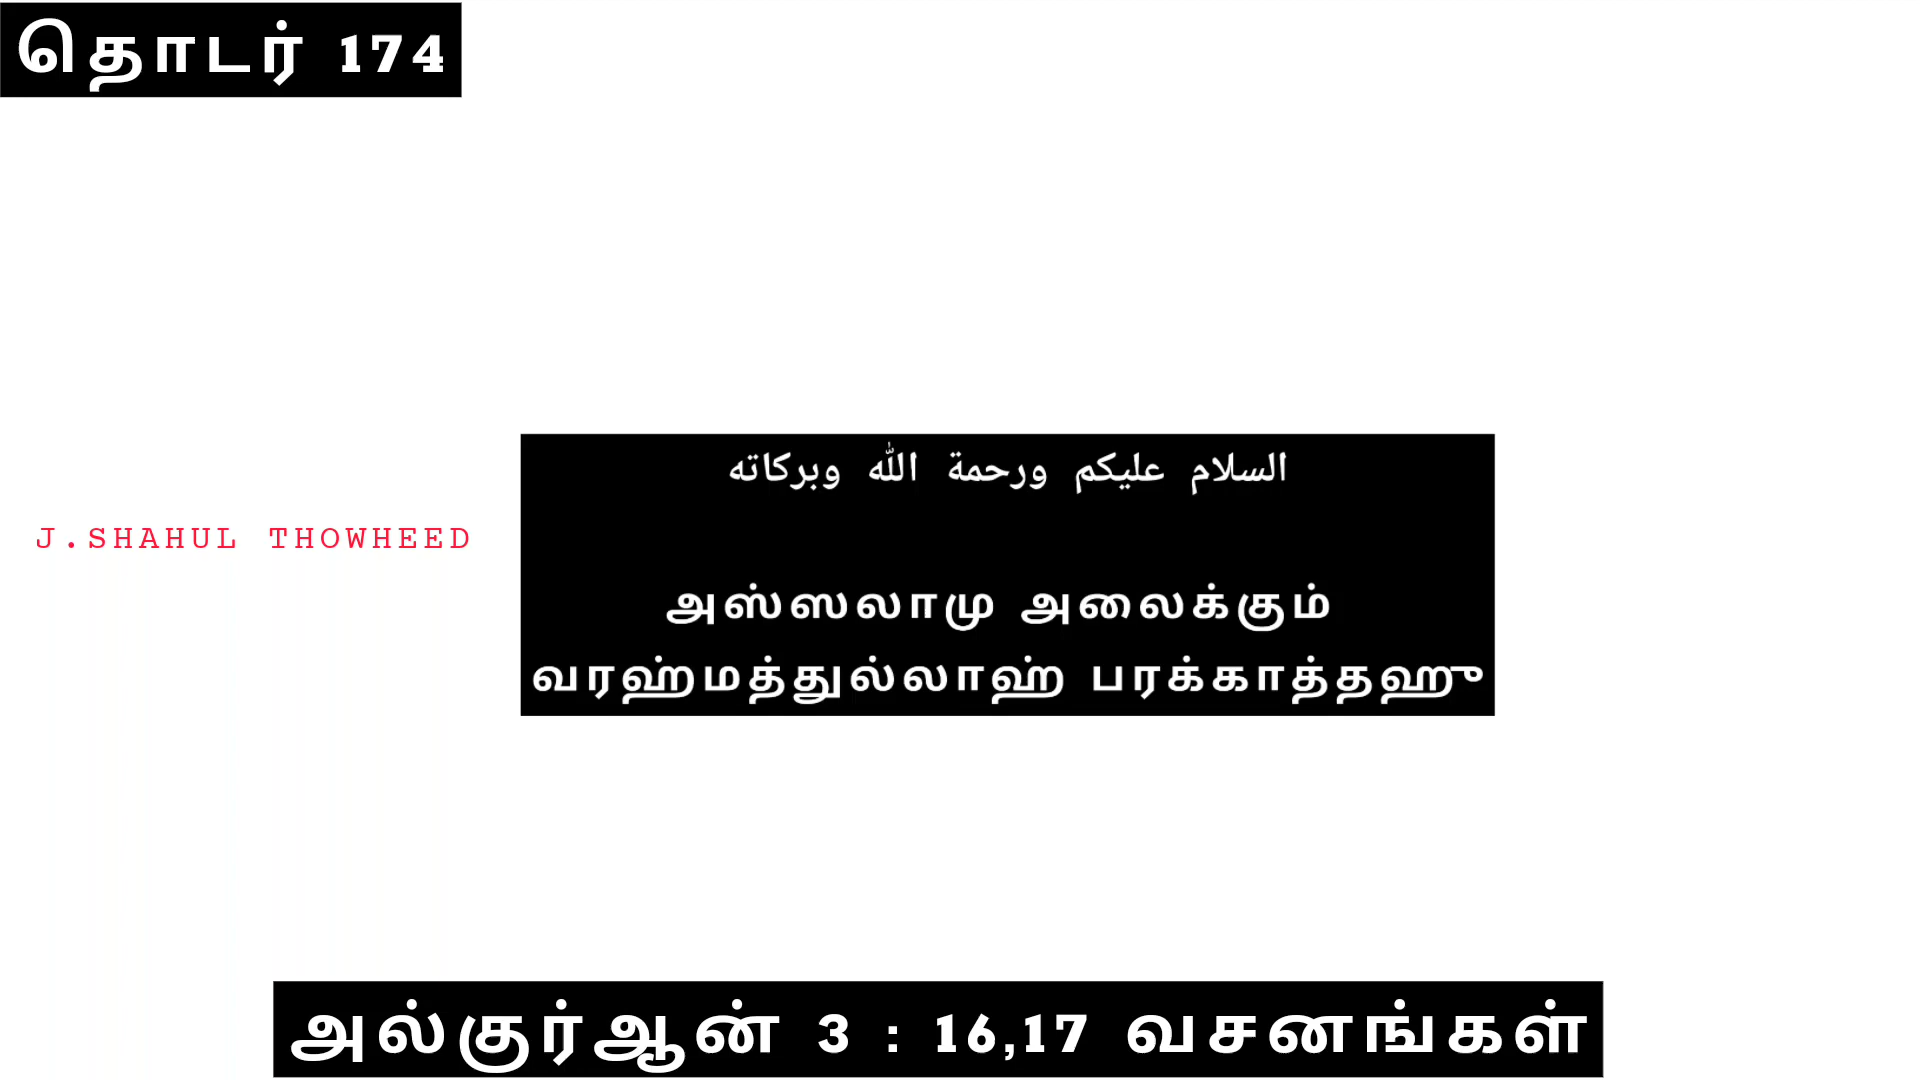 தொடர் 174
السلام عليكم ورحمة الله وبركاته
J.SHAHUL THOWHEED
அஸ்ஸலாமு அலைக்கும்
வரஹ்மத்துல்லாஹ் பரக்காத்தஹு
அல்குர்ஆன் 3 : 16,17 வசனங்கள்